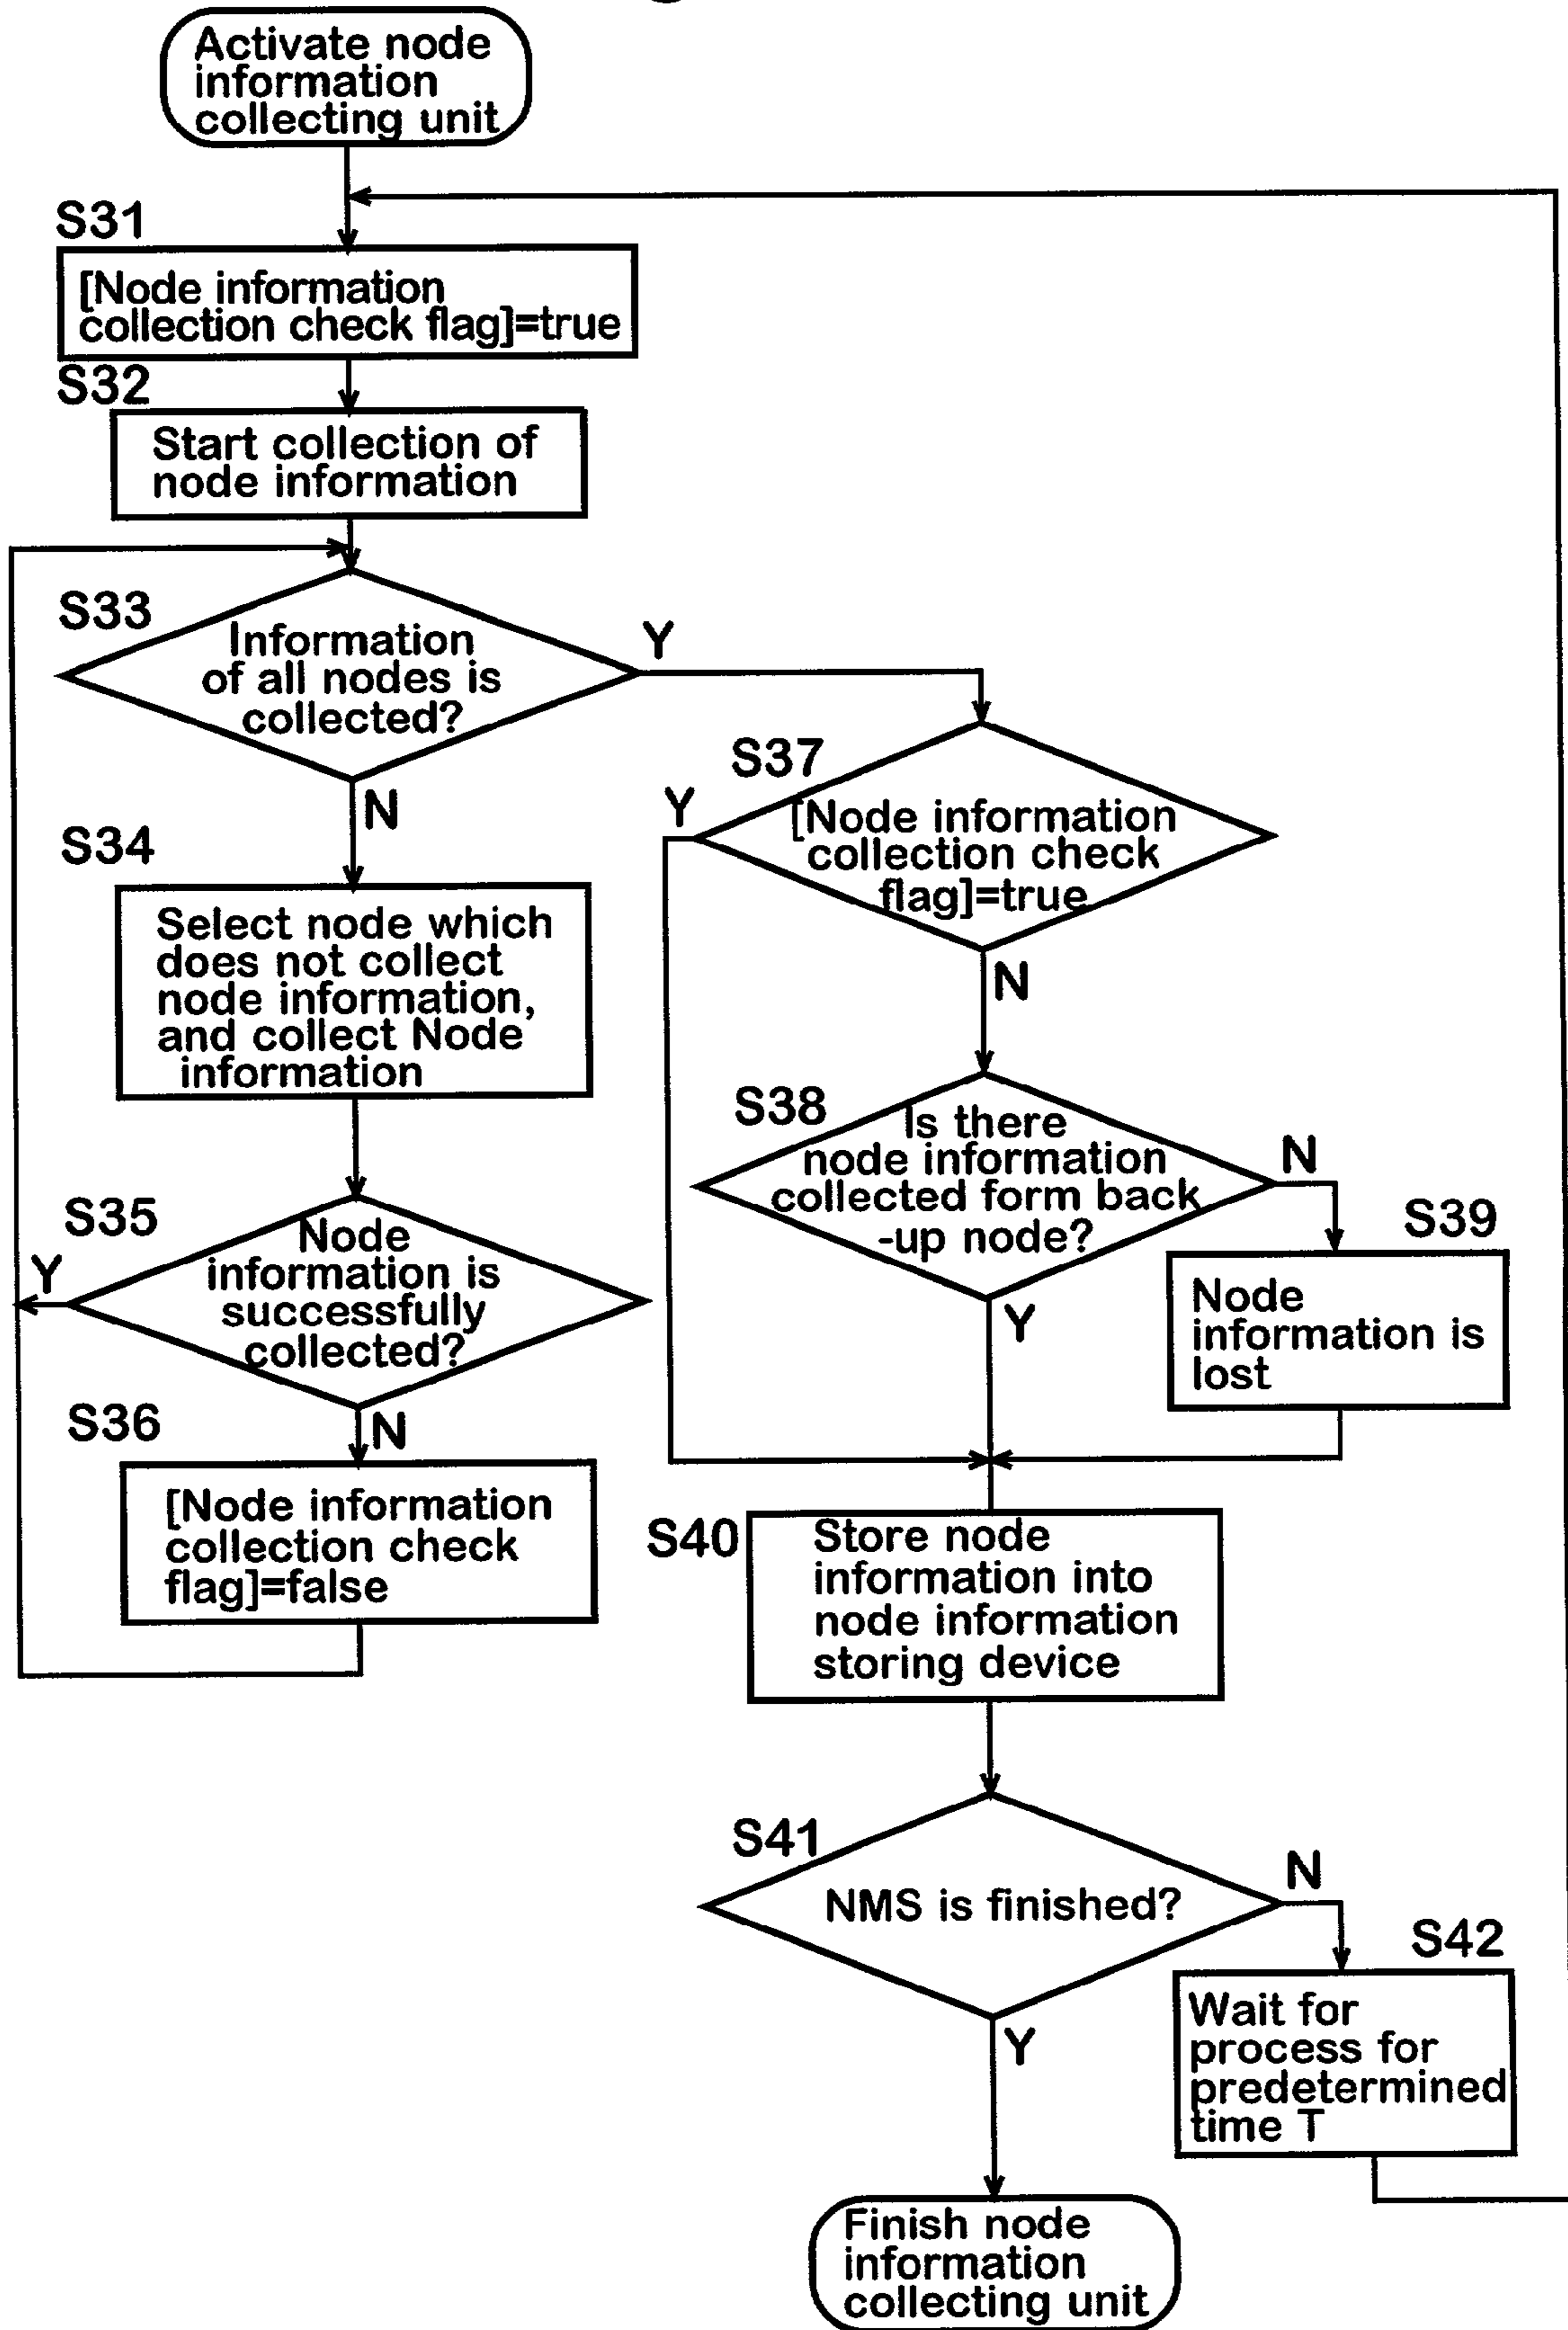 Activate node
information
collecting unit
S31
[Node information
collection check flag]=true
S32
Start collection of
node information
S33
Information
of all nodes is
collected?
Y
N
S34
Select node which
does not collect
node information,
and collect Node
information
S35
Node
information is
successfully
collected?
Y
N
S36
[Node information
collection check
flag]=false
S37
Y
[Node information
collection check
flag]=true
N
S38
Is there
node information
collected form back
-up node?
N
Y
S39
Node
information is
lost
S40
Store node
information into
node information
storing device
S41
NMS is finished?
N
Y
S42
Wait for
process for
predetermined
time T
Finish node
information
collecting unit